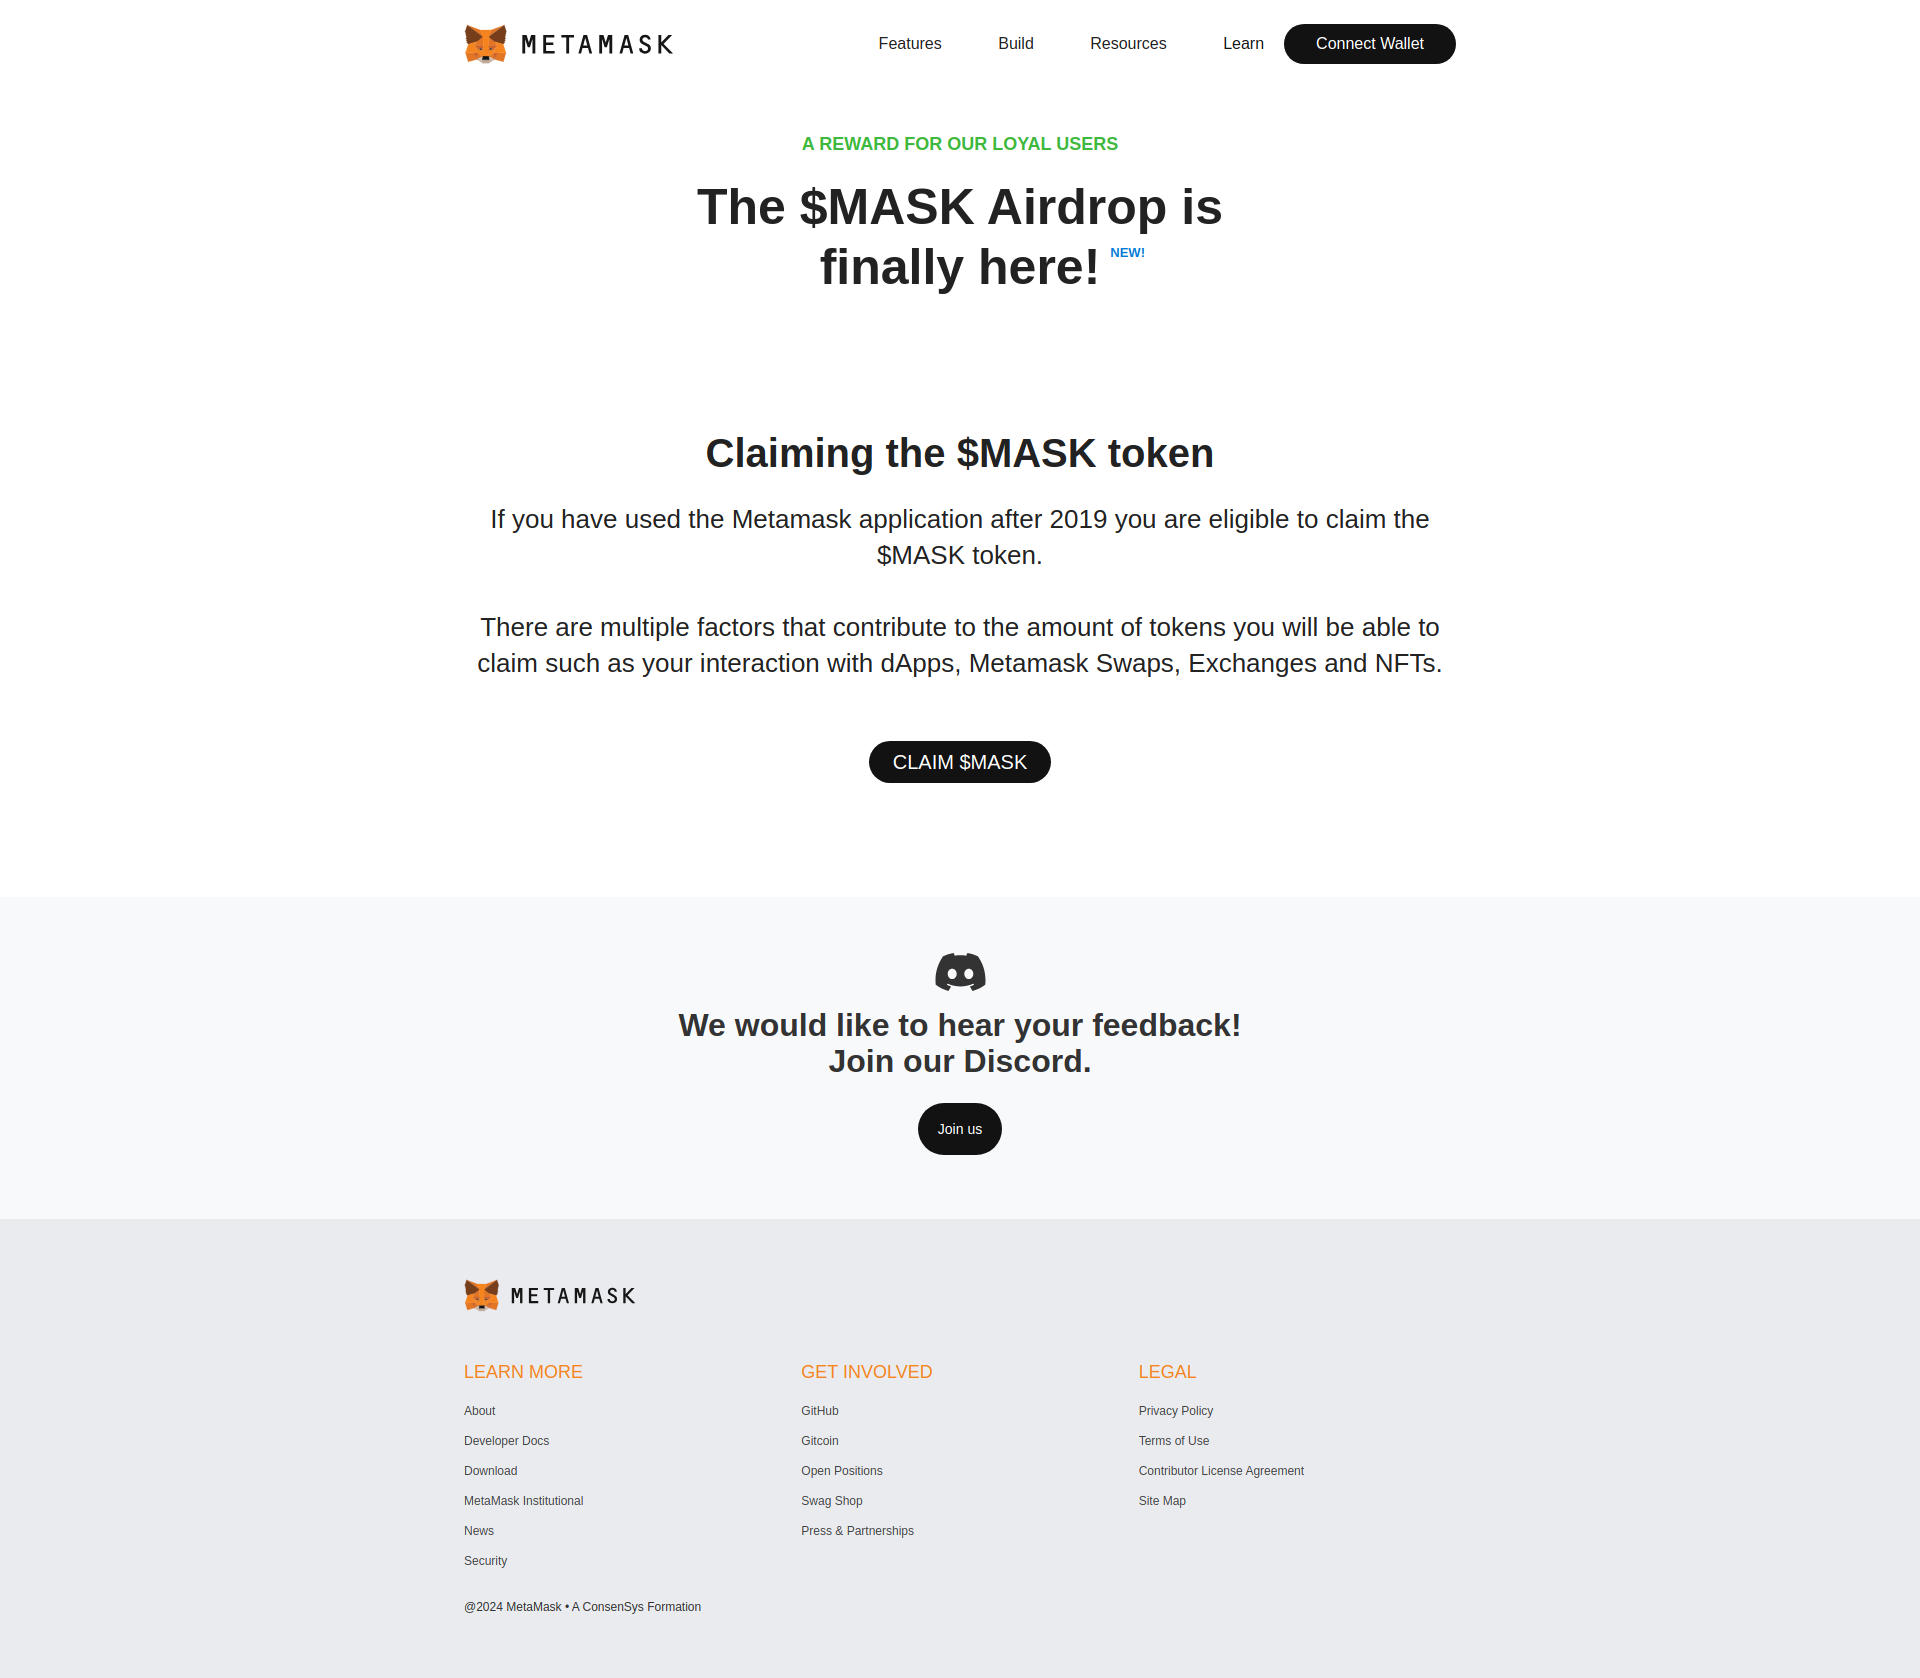 METAMASK
Features
Build
Resources
Learn
Connect Wallet
A REWARD FOR OUR LOYAL USERS
The $MASK Airdrop is
finally here! NEW!
Claiming the $MASK token
If you have used the Metamask application after 2019 you are eligible to claim the
$MASK token.
There are multiple factors that contribute to the amount of tokens you will be able to
claim such as your interaction with dApps, Metamask Swaps, Exchanges and NFTs.
CLAIM $MASK
We would like to hear your feedback!
Join our Discord.
Join us
METAMASK
LEARN MORE
About
Developer Docs
Download
MetaMask Institutional
News
Security
GET INVOLVED
GitHub
Gitcoin
Open Positions
Swag Shop
Press & Partnerships
LEGAL
Privacy Policy
Terms of Use
Contributor License Agreement
Site Map
@2024 MetaMask • A ConsenSys Formation